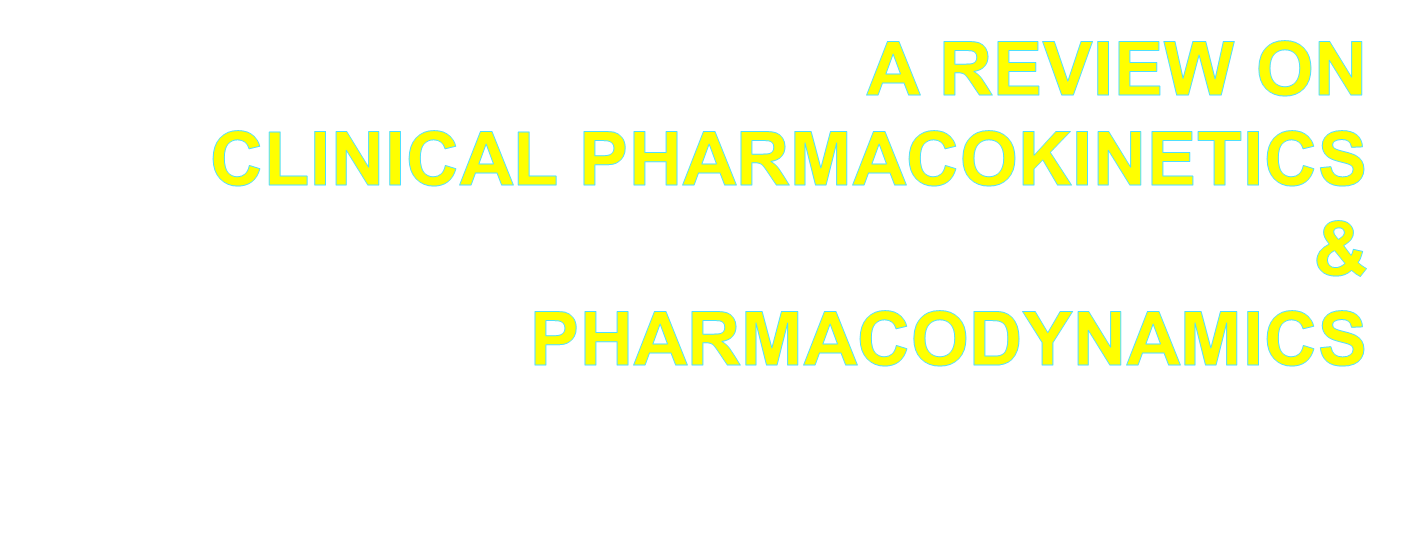 A REVIEW ON
CLINICAL PHARMACOKINETICS
&
PHARMACODYNAMICS